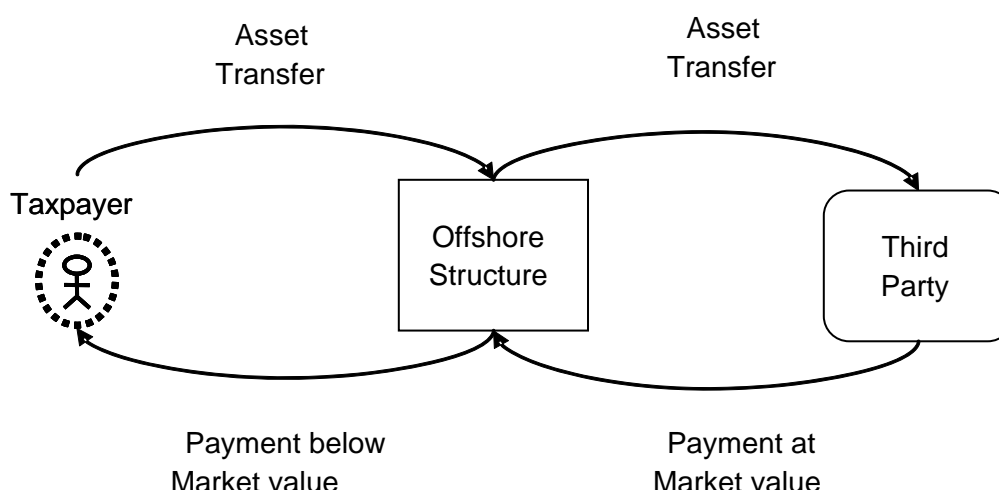 Asset
Transfer
Asset
Transfer
Taxpayer
Offshore
Structure
Third
Party
Payment below
Market value
Payment at
Market value